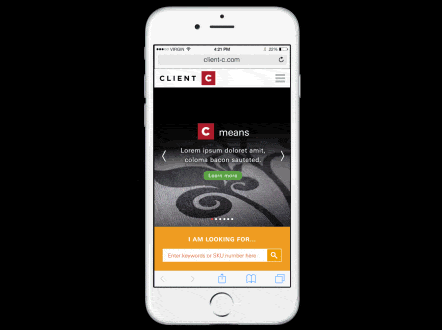 VIRGIN 4:21 PM 22%
client-c.com
CLIENT C
C means
Lorem ipsum doloret amit,
coloma bacon sauteted.
Learn more
I AM LOOKING FOR...
Enter keywords or SKU number here